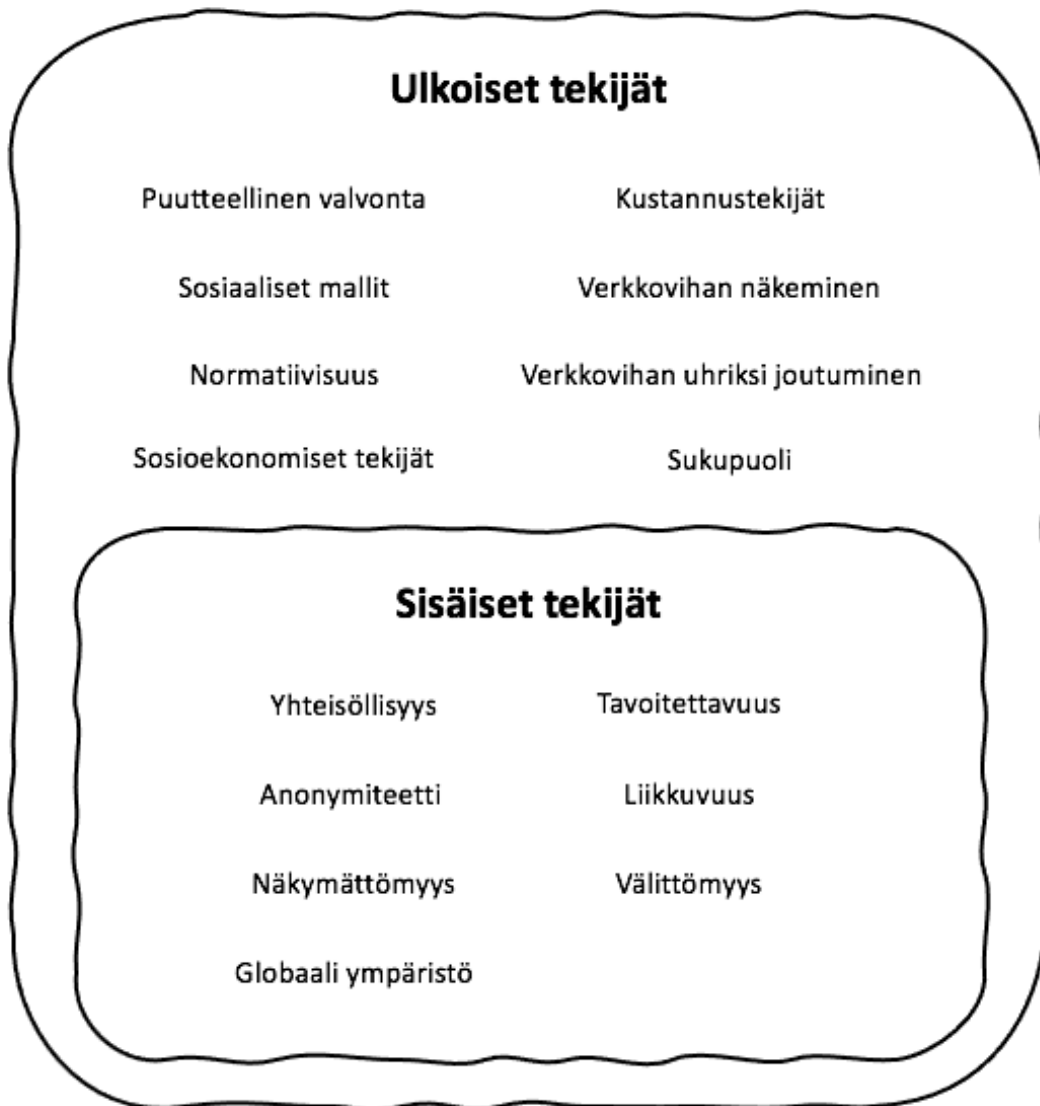 Ulkoiset tekijät
Puutteellinen valvonta
Kustannustekijät
Sosiaaliset mallit
Verkkovihan näkeminen
Normatiivisuus
Verkkovihan uhriksi joutuminen
Sosioekonomiset tekijät
Sukupuoli
Sisäiset tekijät
Yhteisöllisyys
Tavoitettavuus
Anonymiteetti
Liikkuvuus
Näkymättömyys
Välittömyys
Globaali ympäristö